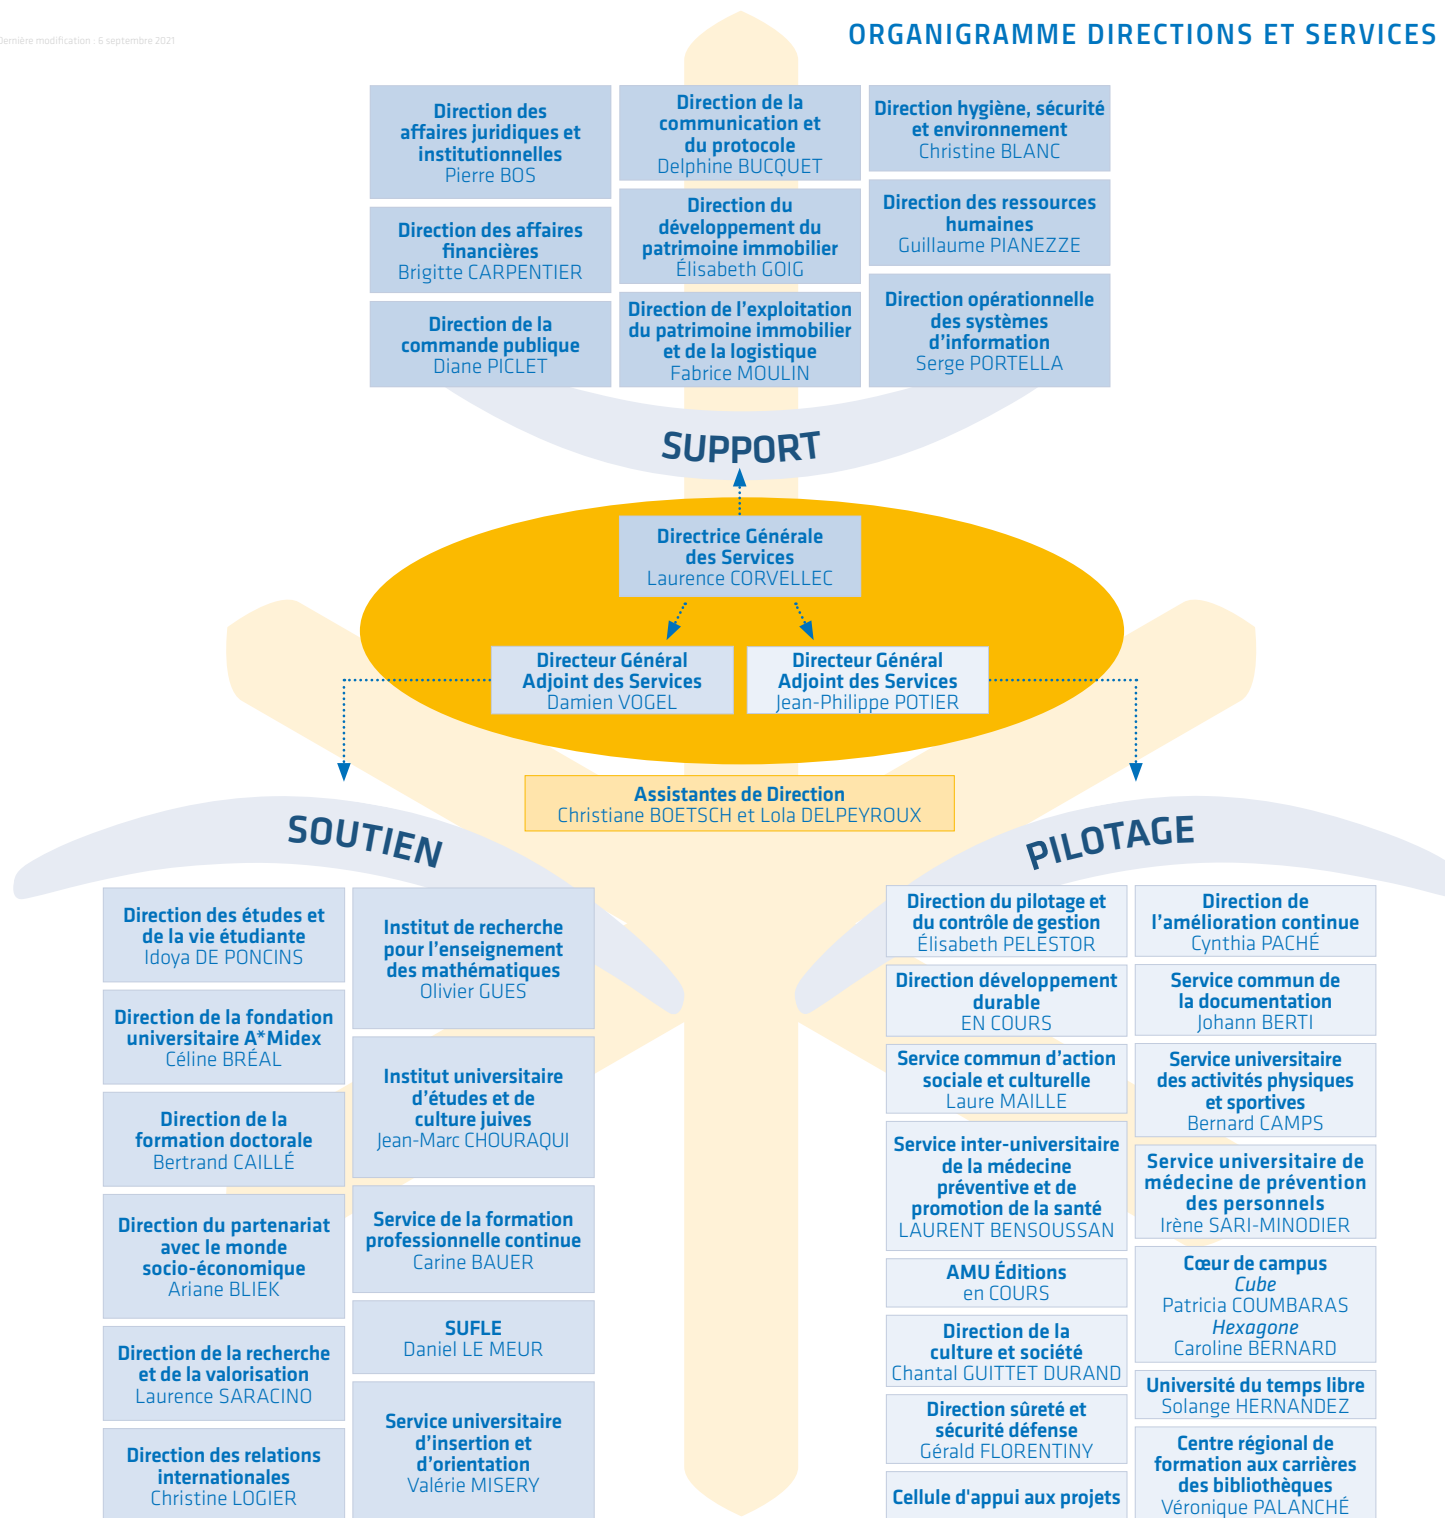 Dernière modification : 6 septembre 2021
ORGANIGRAMME DIRECTIONS ET SERVICES
Direction des
affaires juridiques et
institutionnelles
Pierre BOS
Direction des affaires
financières
Brigitte CARPENTIER
Direction de la
commande publique
Diane PICLET
Direction de la
communication et
du protocole
Delphine BUCQUET
Direction du
développement du
patrimoine immobilier
Élisabeth GOIG
Direction de l'exploitation
du patrimoine immobilier
et de la logistique
Fabrice MOULIN
Direction hygiène, sécurité
et environnement
Christine BLANC
Direction des ressources
humaines
Guillaume PIANEZZE
Direction opérationnelle
des systèmes
d'information
Serge PORTELLA
SUPPORT
Directrice Générale
des Services
Laurence CORVELLEC
Directeur Général
Adjoint des Services
Damien VOGEL
Directeur Général
Adjoint des Services
Jean-Philippe POTIER
Assistantes de Direction
Christiane BOETSCH et Lola DELPEYROUX
SOUTIEN
Direction des études et
de la vie étudiante
Idoya DE PONCINS
Direction de la fondation
universitaire A*Midex
Céline BRÉAL
Direction de la
formation doctorale
Bertrand CAILLÉ
Direction du partenariat
avec le monde
socio-économique
Ariane BLIEK
Direction de la recherche
et de la valorisation
Laurence SARACINO
Direction des relations
internationales
Christine LOGIER
Institut de recherche
pour l'enseignement
des mathématiques
Olivier GUES
Institut universitaire
d'études et de
culture juives
Jean-Marc CHOURAQUI
Service de la formation
professionnelle continue
Carine BAUER
SUFLE
Daniel LE MEUR
Service universitaire
d'insertion et
d'orientation
Valérie MISERY
PILOTAGE
Direction du pilotage et
du contrôle de gestion
Élisabeth PELESTOR
Direction développement
durable
EN COURS
Service commun d'action
sociale et culturelle
Laure MAILLE
Service inter-universitaire
de la médecine
préventive et de
promotion de la santé
LAURENT BENSOUSSAN
AMU Éditions
en COURS
Direction de la
culture et société
Chantal GUITTET DURAND
Direction sûreté et
sécurité défense
Gérald FLORENTINY
Cellule d'appui aux projets
Direction de
l'amélioration continue
Cynthia PACHÉ
Service commun de
la documentation
Johann BERTI
Service universitaire
des activités physiques
et sportives
Bernard CAMPS
Service universitaire de
médecine de prévention
des personnels
Irène SARI-MINODIER
Cœur de campus
Cube
Patricia COUMBARAS
Hexagone
Caroline BERNARD
Université du temps libre
Solange HERNANDEZ
Centre régional de
formation aux carrières
des bibliothèques
Véronique PALANCHÉ